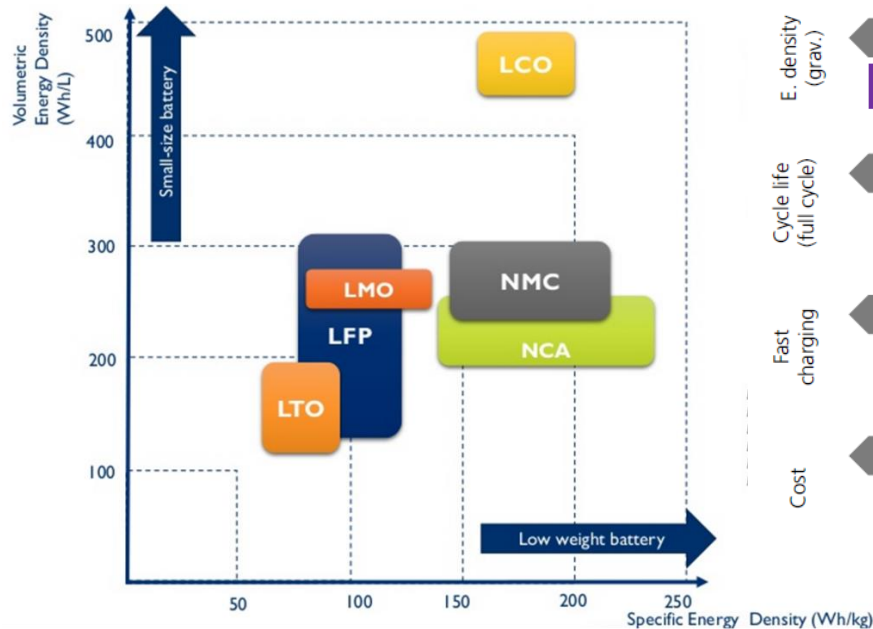 Volumetric
Energy Density
(Wh/L)
500
400
300
200
100
Small-size battery
LCO
LMO
LFP
NMC
NCA
LTO
Low weight battery
50
100
150
200
250
Specific Energy Density (Wh/kg)
E. density
(grav.)
Cycle life
(full cycle)
Fast
charging
Cost